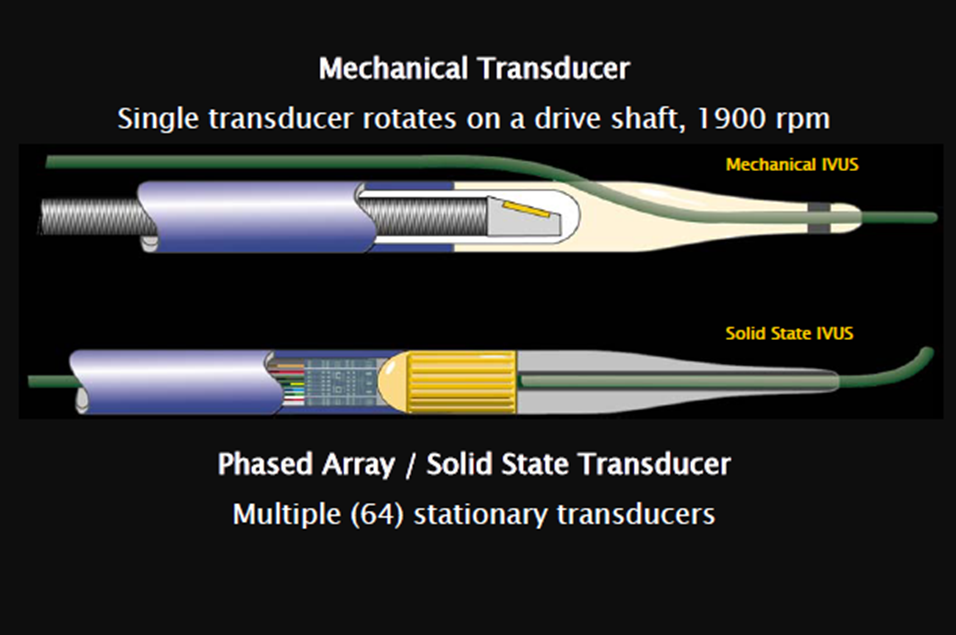 Mechanical Transducer
Single transducer rotates on a drive shaft, 1900 rpm
Mechanical IVUS
Solid State IVUS
Phased Array / Solid State Transducer
Multiple (64) stationary transducers